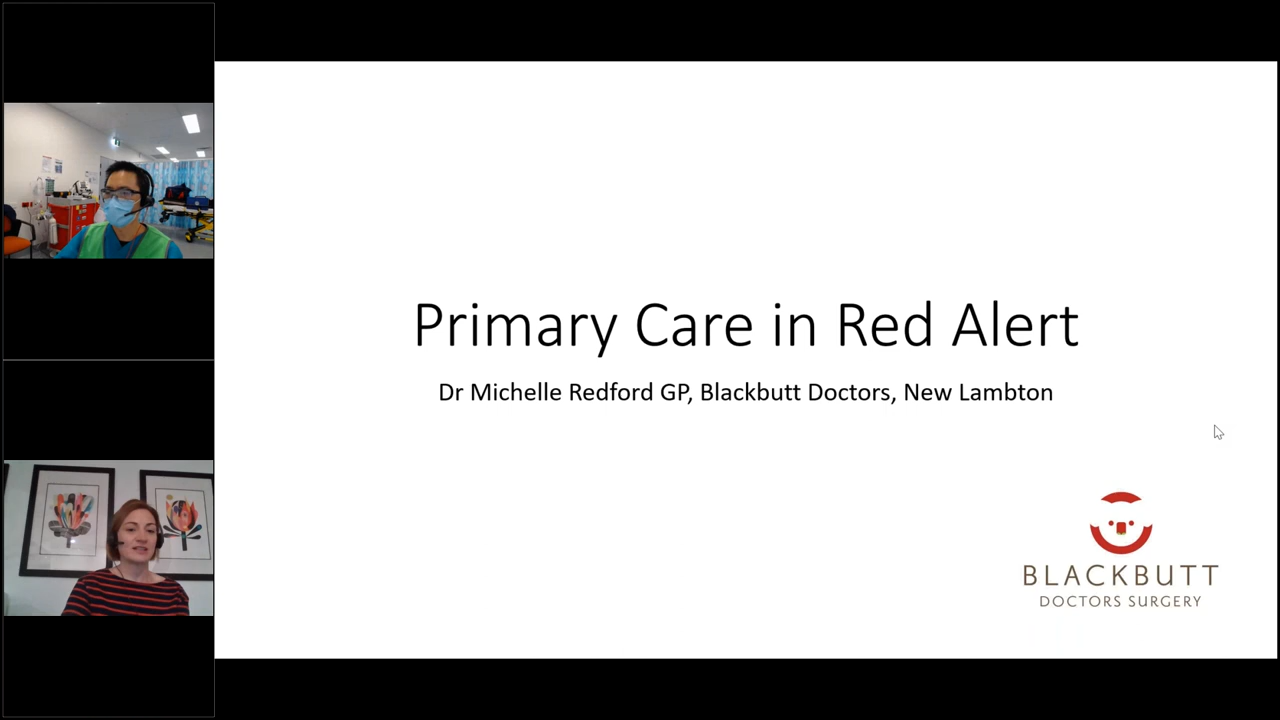 Primary Care in Red Alert
Dr Michelle Redford GP, Blackbutt Doctors, New Lambton
BLACKBUTT
DOCTORS SURGERY